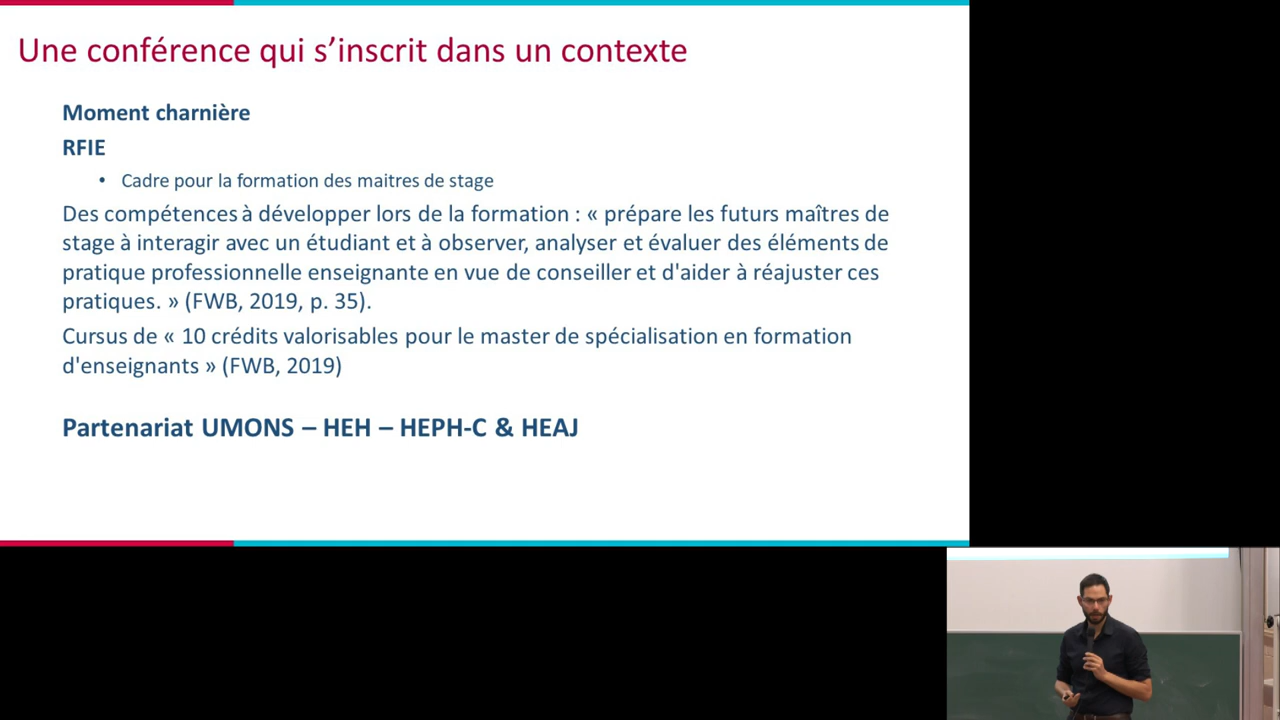 Une conférence qui s’inscrit dans un contexte
Moment charnière
RFIE
• Cadre pour la formation des maitres de stage
Des compétences à développer lors de la formation : « prépare les futurs maîtres de
stage à interagir avec un étudiant et à observer, analyser et évaluer des éléments de
pratique professionnelle enseignante en vue de conseiller et d'aider à réajuster ces
pratiques. » (FWB, 2019, p. 35).
Cursus de « 10 crédits valorisables pour le master de spécialisation en formation
d'enseignants » (FWB, 2019)
Partenariat UMONS – HEH – HEPH-C & HEAJ